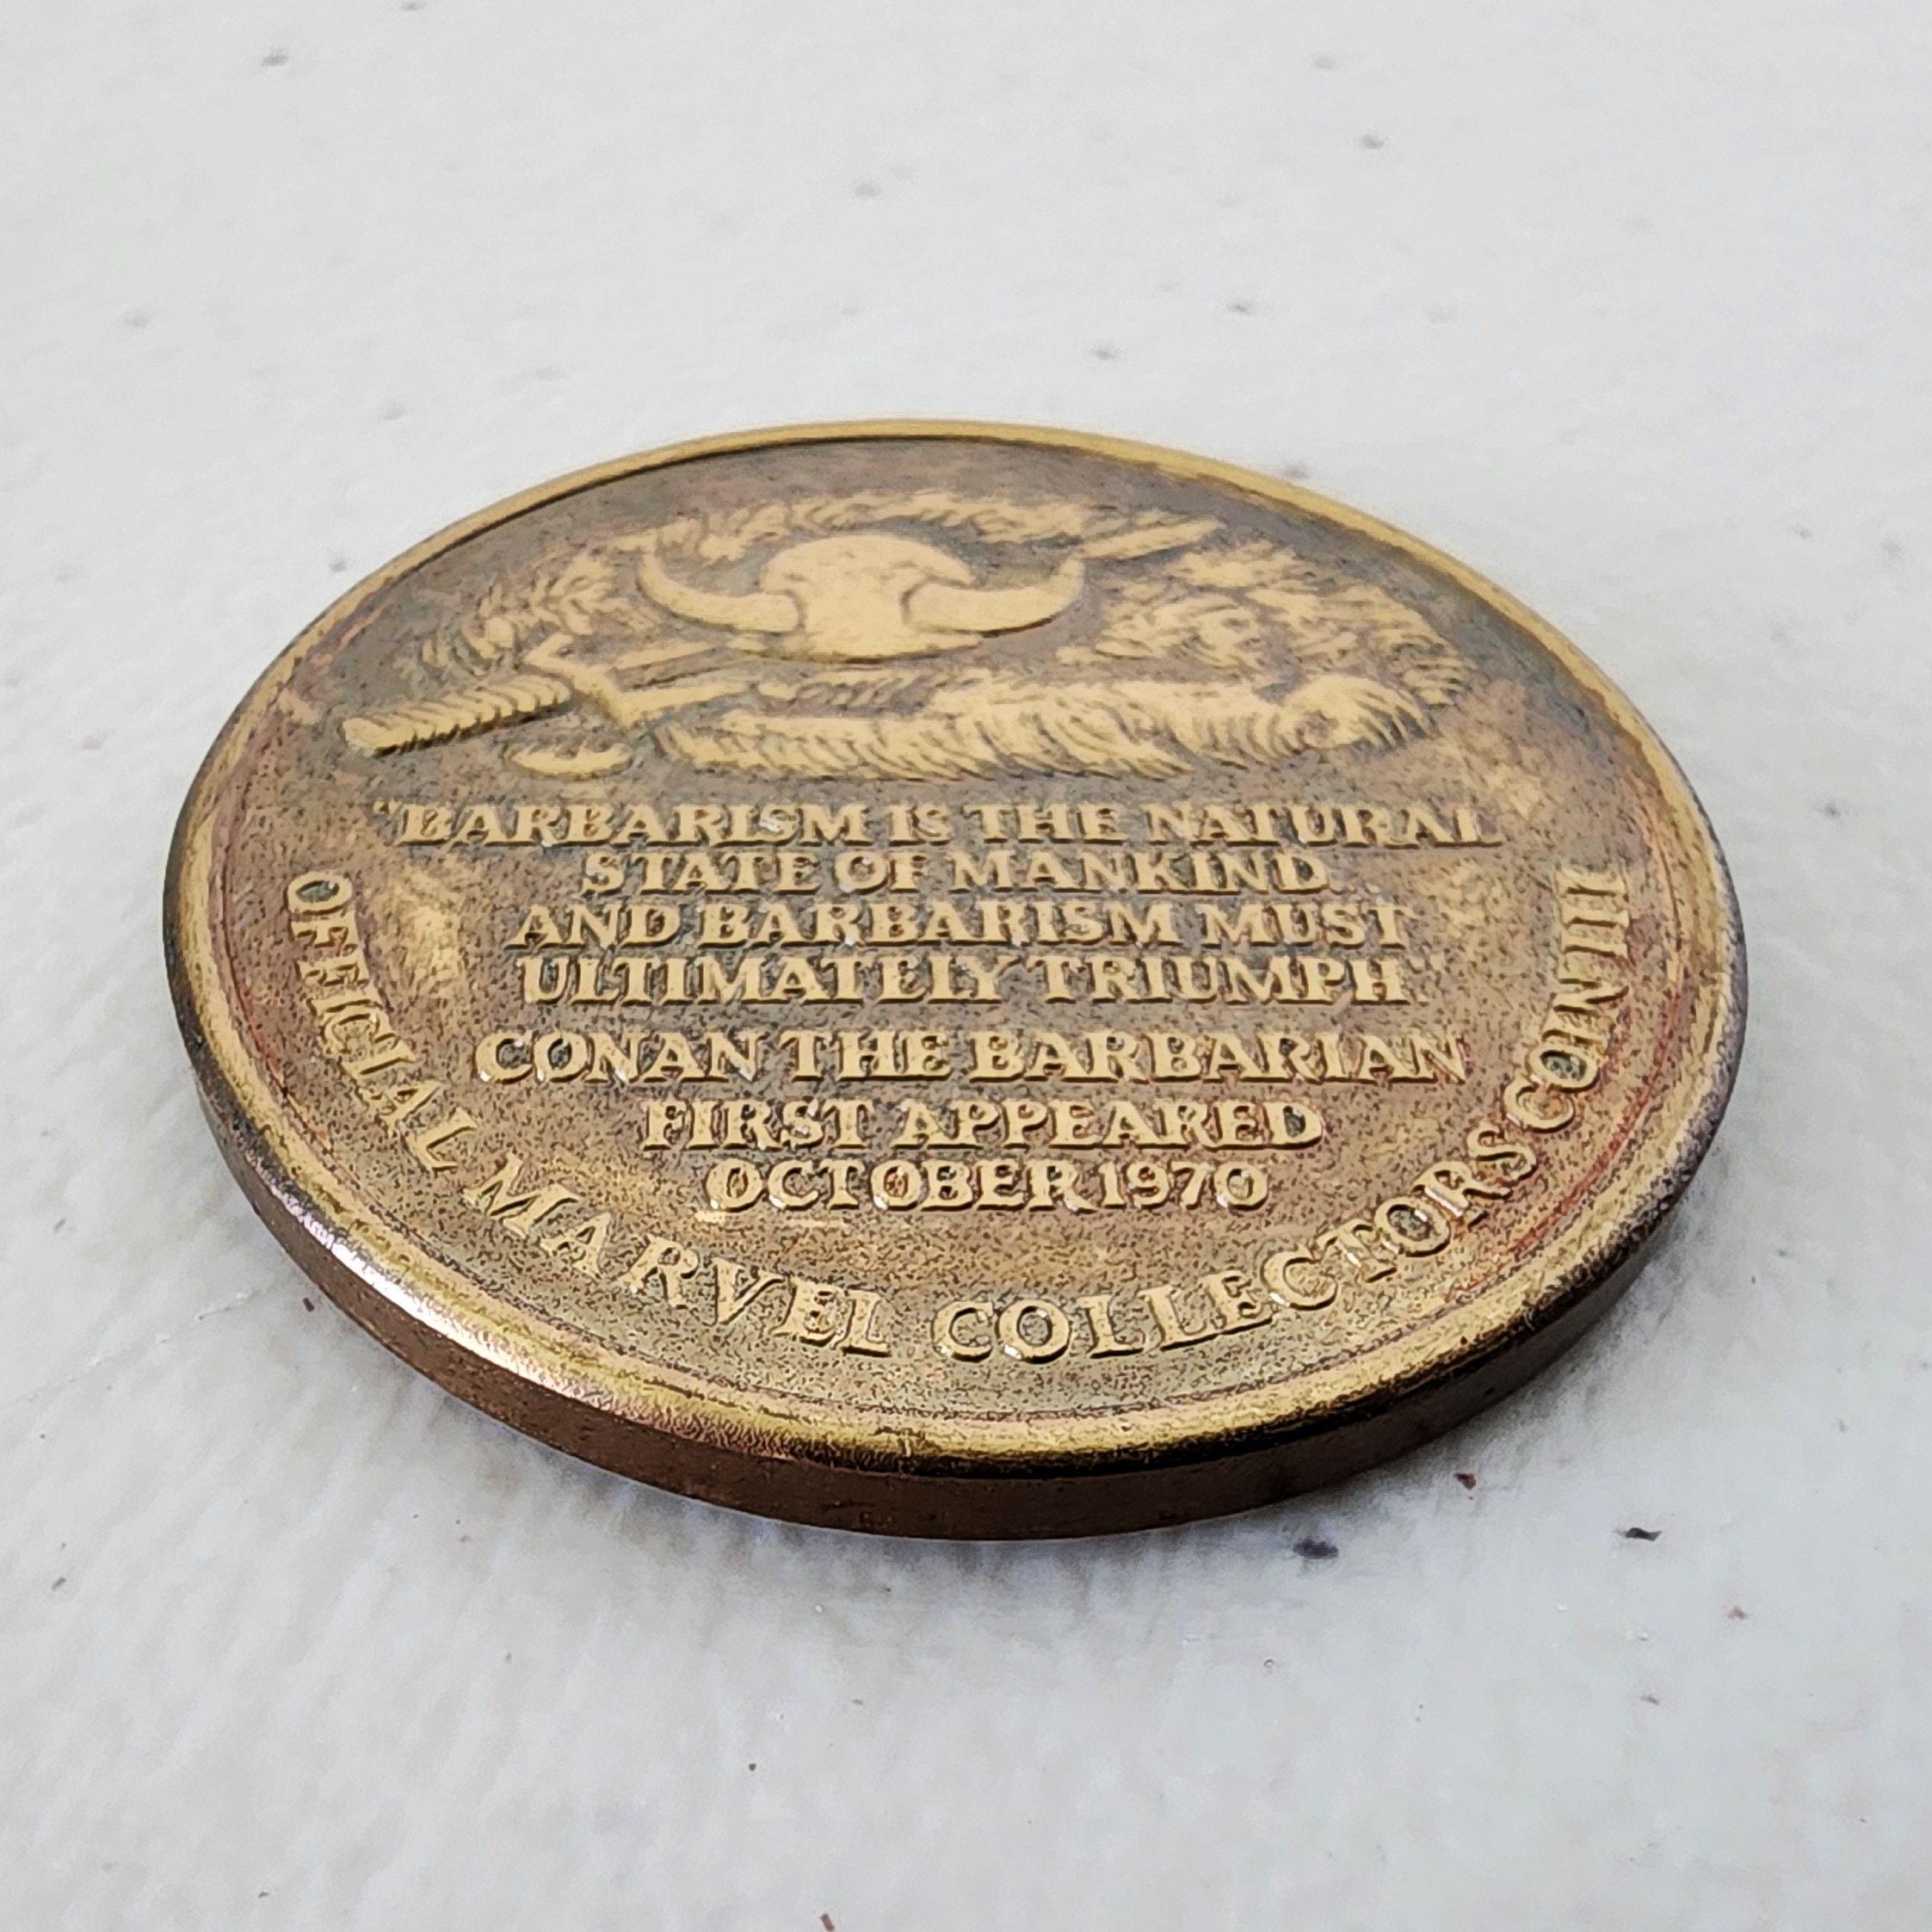 "BARBARISM IS THE NATURAL
STATE OF MANKIND...
AND BARBARISM MUST
ULTIMATELY TRIUMPH."
CONAN THE BARBARIAN
FIRST APPEARED
OCTOBER 1970
OFFICIAL MARVEL COLLECTORS COIN III